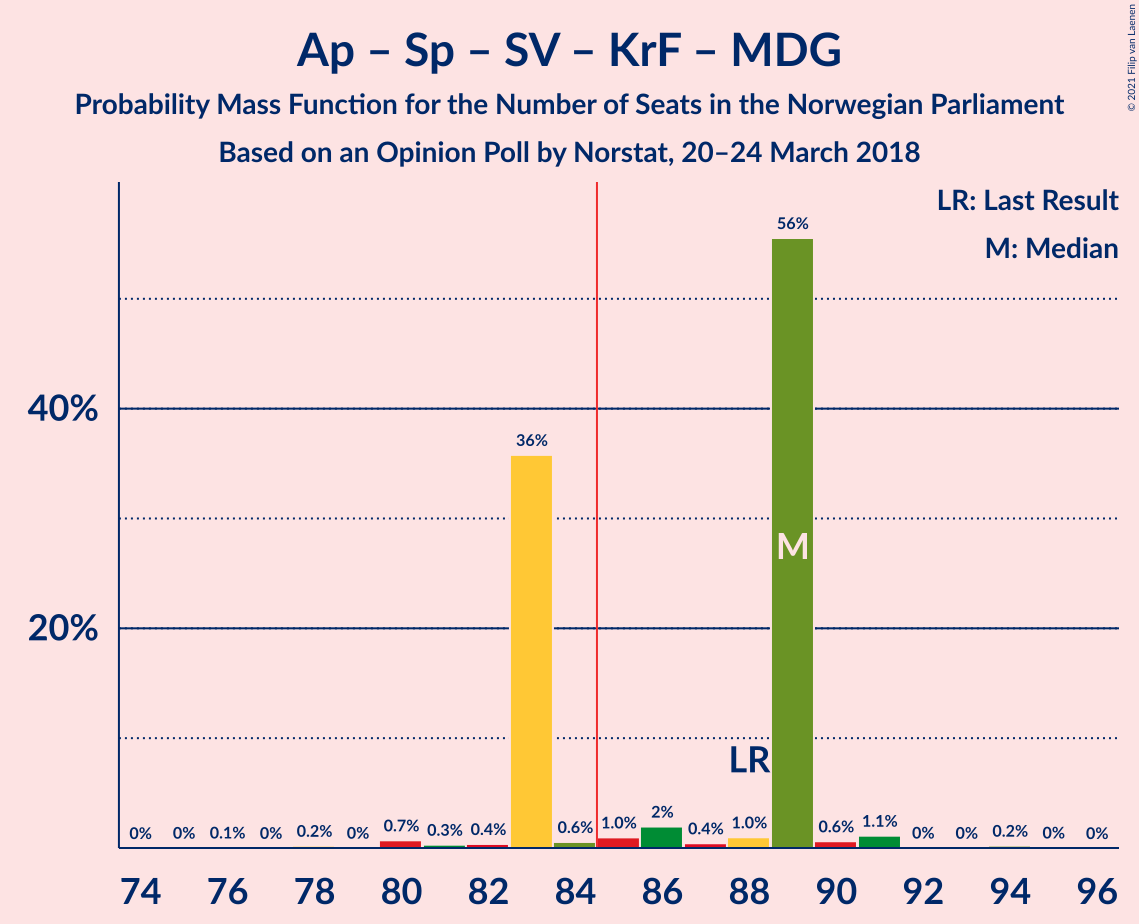 Ap – Sp – SV – KrF – MDG
Probability Mass Function for the Number of Seats in the Norwegian Parliament
Based on an Opinion Poll by Norstat, 20–24 March 2018
© 2021 Filip van Laenen
LR: Last Result
M: Median
56%
40%
36%
M
20%
LR
0% 0% 0.1% 0% 0.2% 0% 0.7% 0.3% 0.4% 0.6% 1.0% 2% 0.4% 1.0% 0.6% 1.1% 0% 0% 0.2% 0% 0%
74 76 78 80 82 84 86 88 90 92 94 96